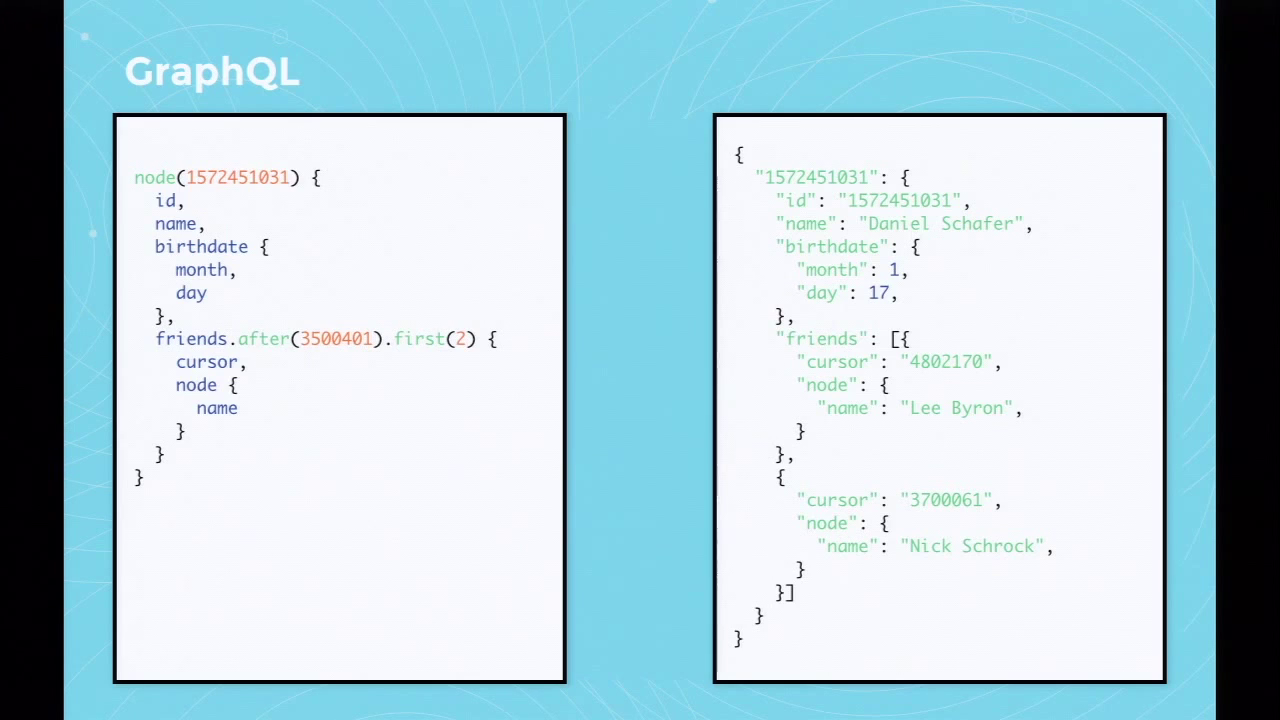 GraphQL
node(1572451031) {
  id,
  name,
  birthdate {
    month,
    day
  },
  friends.after(3500401).first(2) {
    cursor,
    node {
      name
    }
  }
}
{
  "1572451031": {
    "id": "1572451031",
    "name": "Daniel Schafer",
    "birthdate": {
      "month": 1,
      "day": 17,
    },
    "friends": [{
      "cursor": "4802170",
      "node": {
        "name": "Lee Byron",
      }
    },
    {
      "cursor": "3700061",
      "node": {
        "name": "Nick Schrock",
      }
    }]
  }
}